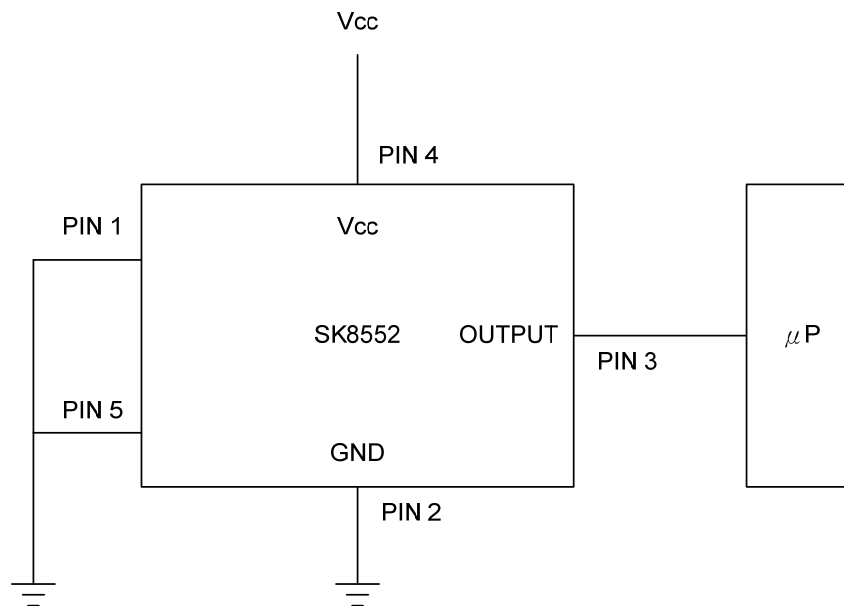 Vcc
PIN 4
PIN 1
Vcc
SK8552
OUTPUT
μP
PIN 3
PIN 5
GND
PIN 2